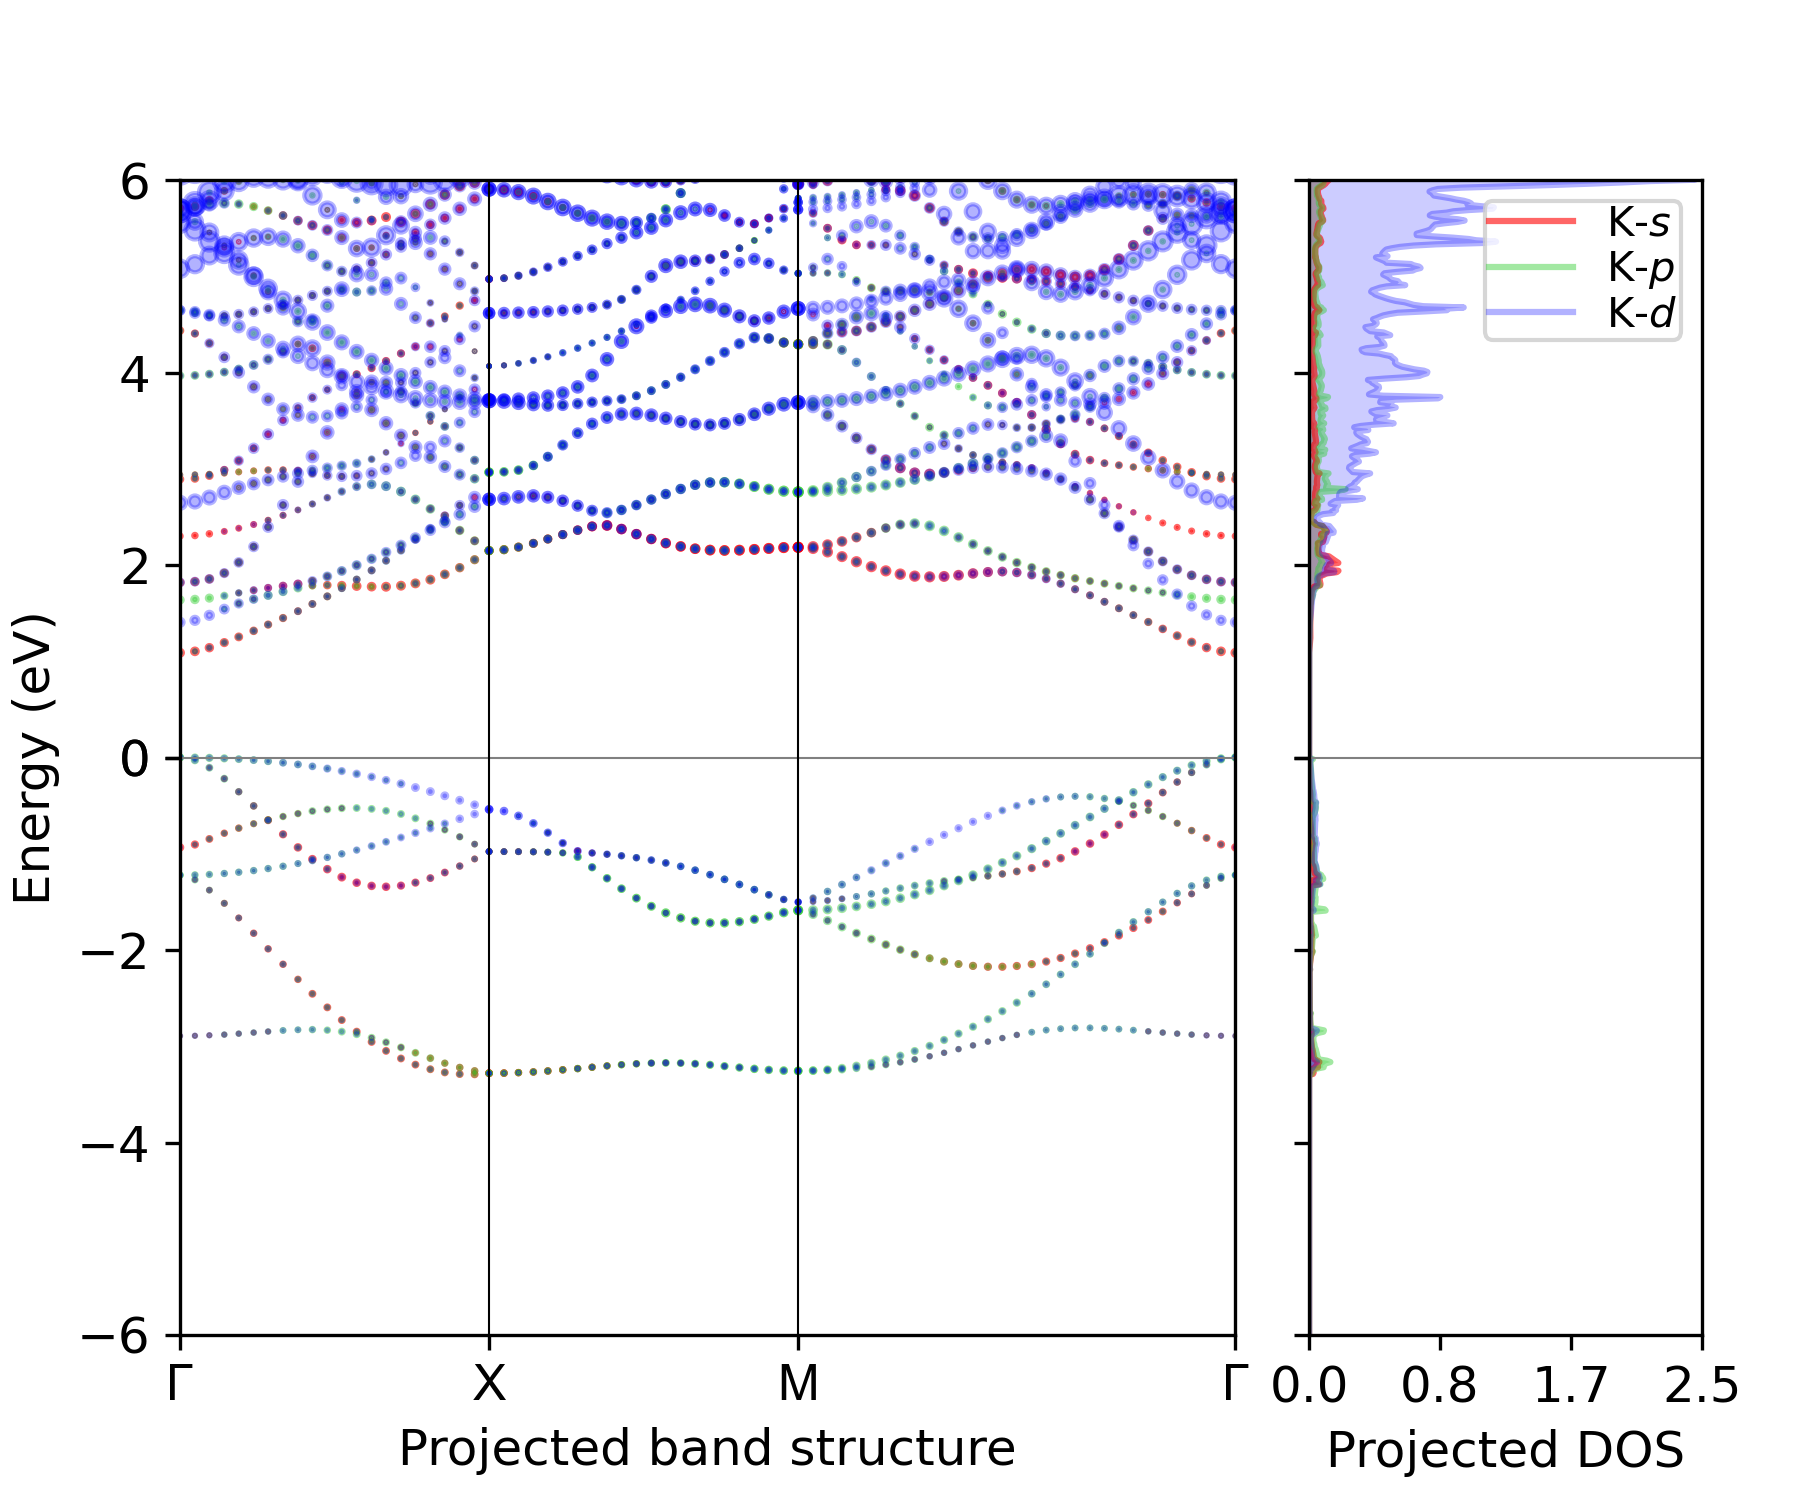 6
4
2
0
−2
−4
−6
Energy (eV)
Γ
X
M
Γ
Projected band structure
K-s
K-p
K-d
0.0
0.8
1.7
2.5
Projected DOS